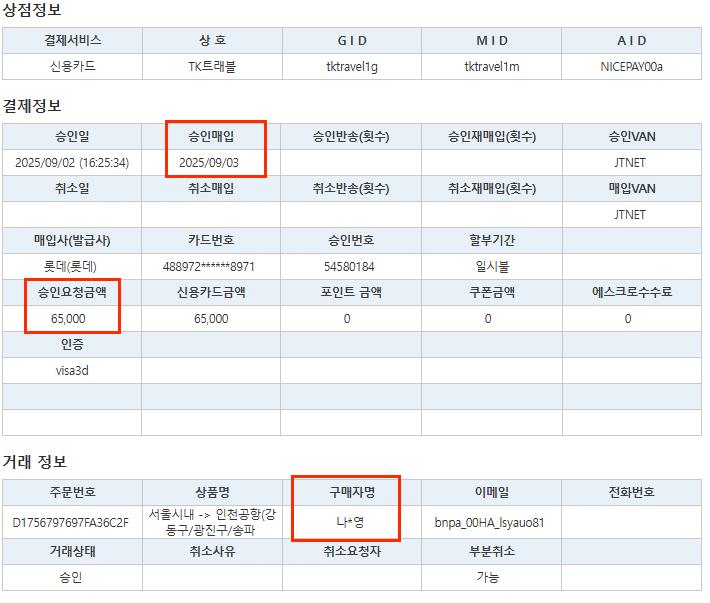 상점정보
결제서비스 상 호 G I D M I D A I D
신용카드 TK트래블 tktravel1g tktravel1m NICEPAY00a
결제정보
승인일 승인매입 승인반송(횟수) 승인재매입(횟수) 승인VAN
2025/09/02 (16:25:34) 2025/09/03 JTNET
취소일 취소매입 취소반송(횟수) 취소재매입(횟수) 매입VAN
JTNET
매입사(발급사) 카드번호 승인번호 할부기간
롯데(롯데) 488972******8971 54580184 일시불
승인요청금액 신용카드금액 포인트 금액 쿠폰금액 에스크로수수료
65,000 65,000 0 0 0
인증
visa3d
거래 정보
주문번호 상품명 구매자명 이메일 전화번호
D1756797697FA36C2F 서울시내 -> 인천공항(강 나*영 bnpa_00HA_lsyauo81
동구/광진구/송파
거래상태 취소사유 취소요청자 부분취소
승인 가능